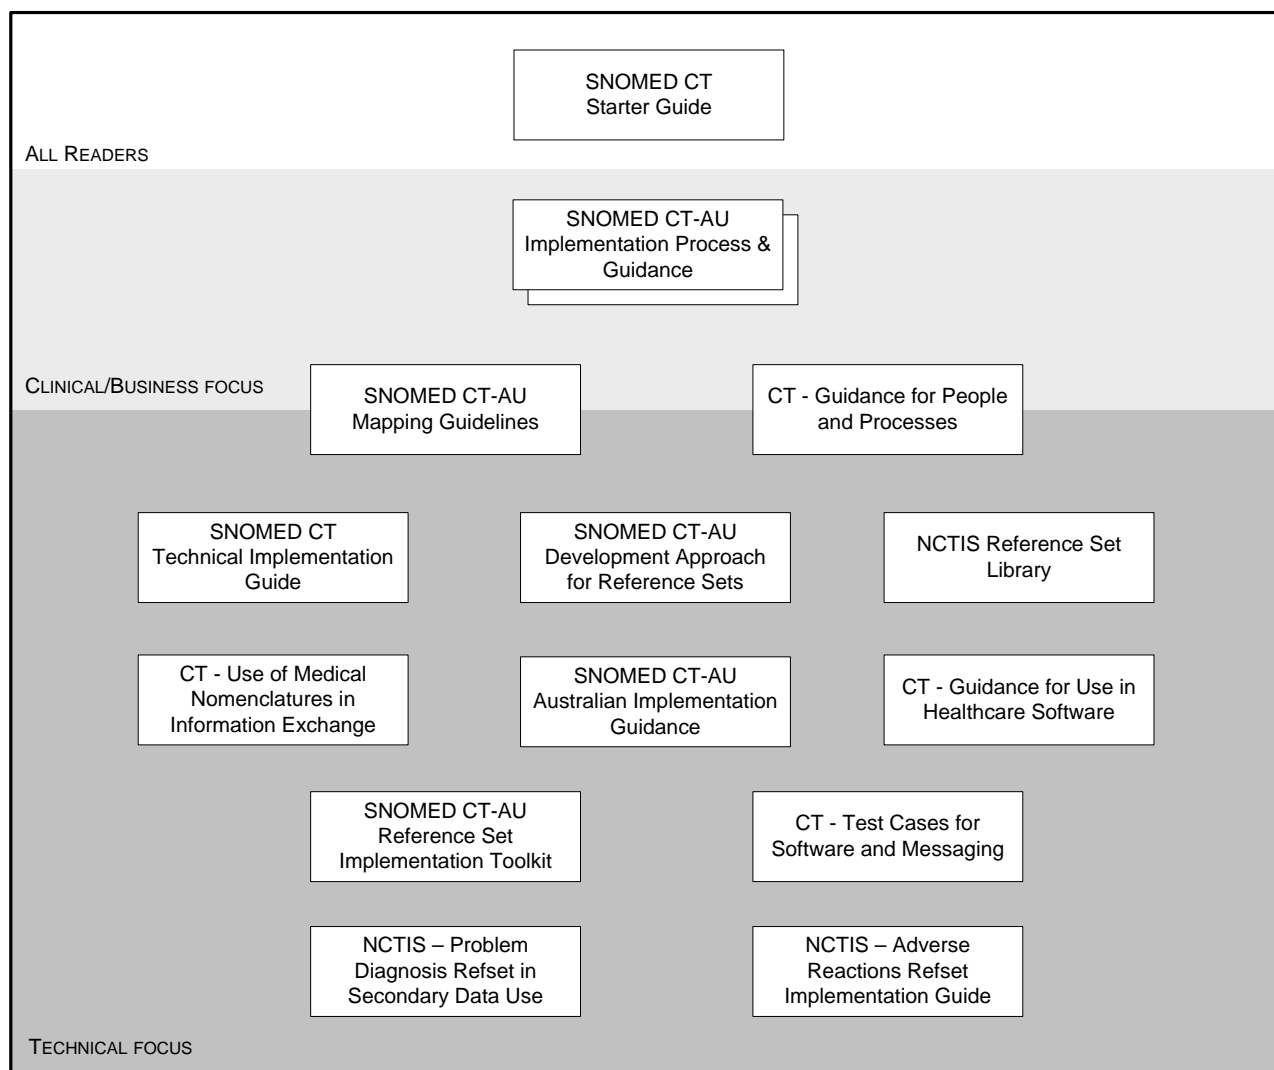 SNOMED CT
Starter Guide
ALL READERS
SNOMED CT-AU
Implementation Process &
Guidance
CLINICAL/BUSINESS FOCUS
SNOMED CT-AU
Mapping Guidelines
CT - Guidance for People
and Processes
SNOMED CT
Technical Implementation
Guide
SNOMED CT-AU
Development Approach
for Reference Sets
NCTIS Reference Set
Library
CT - Use of Medical
Nomenclatures in
Information Exchange
SNOMED CT-AU
Australian Implementation
Guidance
CT - Guidance for Use in
Healthcare Software
SNOMED CT-AU
Reference Set
Implementation Toolkit
CT - Test Cases for
Software and Messaging
NCTIS – Problem
Diagnosis Refset in
Secondary Data Use
NCTIS – Adverse
Reactions Refset
Implementation Guide
TECHNICAL FOCUS